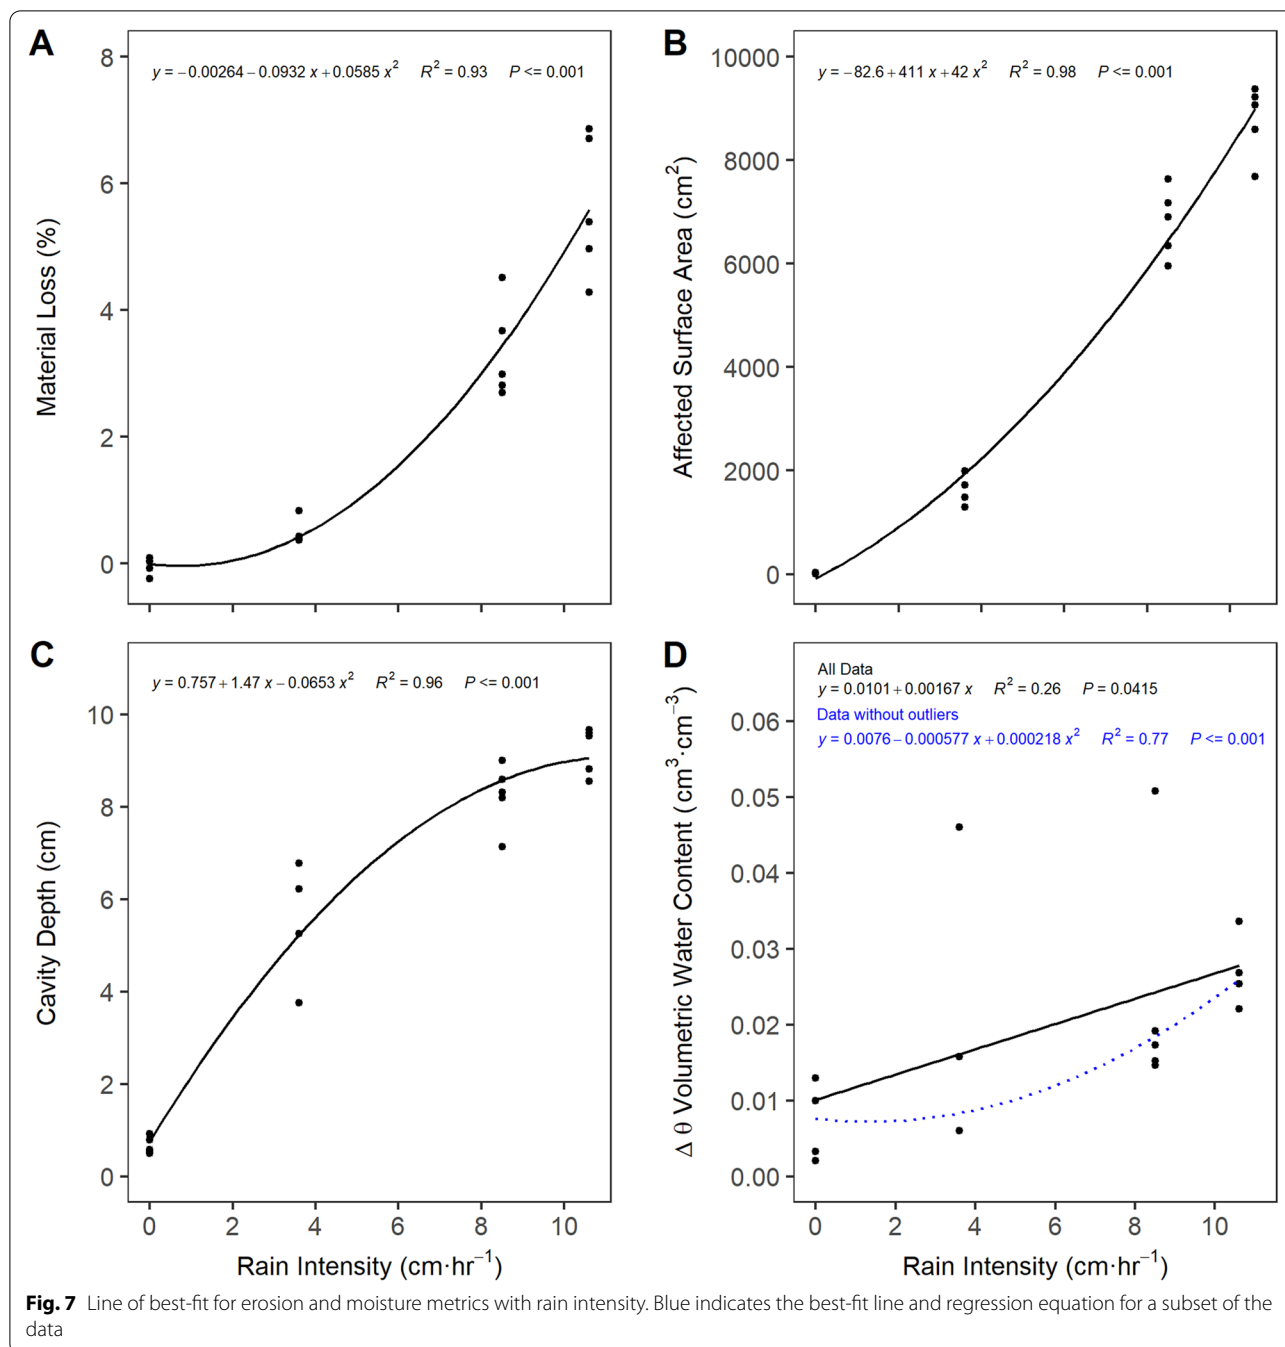 A
y = −0.00264 − 0.0932 x + 0.0585 x² R² = 0.93 P <= 0.001
8
6
4
2
0
Material Loss (%)
B
y = −82.6 + 411 x + 42 x² R² = 0.98 P <= 0.001
10000
8000
6000
4000
2000
0
Affected Surface Area (cm²)
C
y = 0.757 + 1.47 x − 0.0653 x² R² = 0.96 P <= 0.001
10
8
6
4
2
0
Cavity Depth (cm)
0 2 4 6 8 10
Rain Intensity (cm·hr⁻¹)
D
All Data
y = 0.0101 + 0.00167 x R² = 0.26 P = 0.0415
Data without outliers
y = 0.0076 − 0.000577 x + 0.000218 x² R² = 0.77 P <= 0.001
0.06
0.05
0.04
0.03
0.02
0.01
0.00
Δ θ Volumetric Water Content (cm³·cm⁻³)
0 2 4 6 8 10
Rain Intensity (cm·hr⁻¹)
Fig. 7 Line of best-fit for erosion and moisture metrics with rain intensity. Blue indicates the best-fit line and regression equation for a subset of the
data